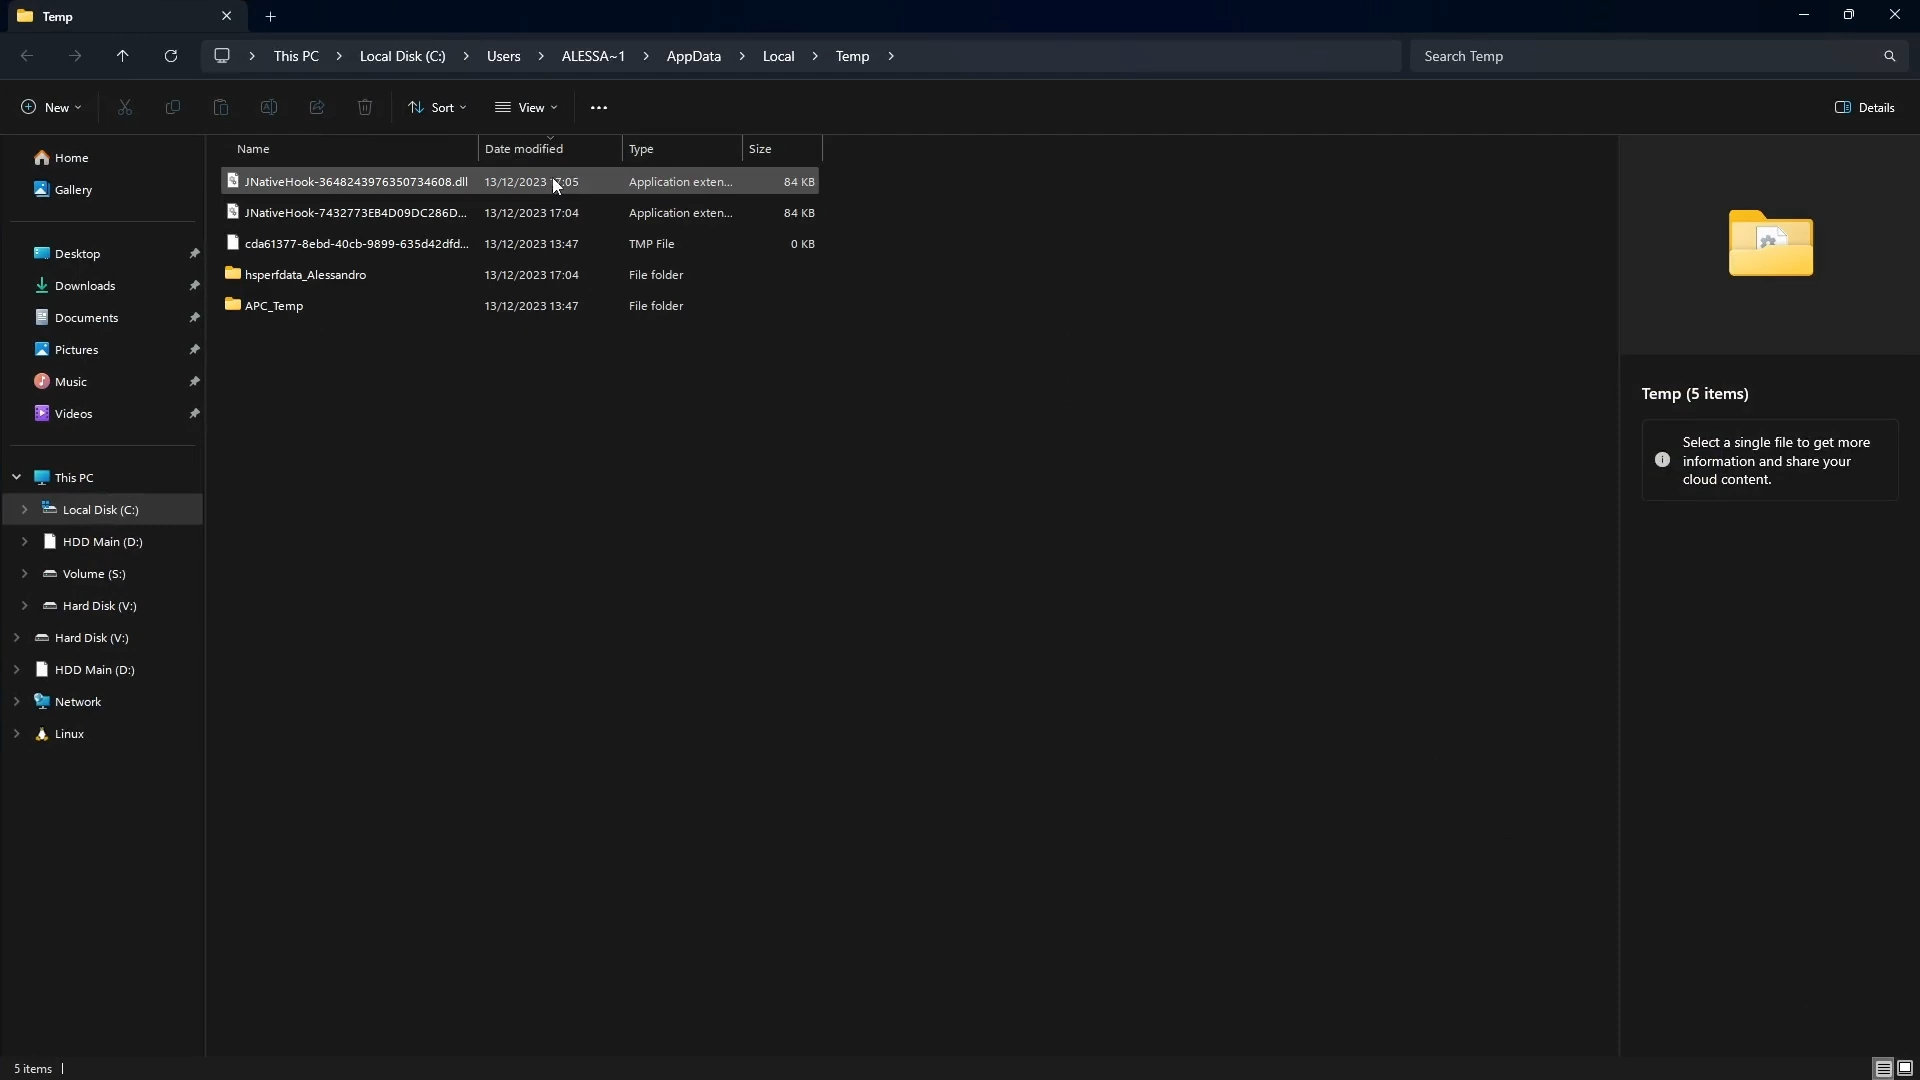 Temp
This PC Local Disk (C:) Users ALESSA~1 AppData Local Temp Search Temp
New Sort View Details
Name Date modified Type Size
JNativeHook-3648243976350734608.dll 13/12/2023 17:05 Application exten... 84 KB
JNativeHook-7432773EB4D09DC286D... 13/12/2023 17:04 Application exten... 84 KB
cda61377-8ebd-40cb-9899-635d42dfd... 13/12/2023 13:47 TMP File 0 KB
hsperfdata_Alessandro 13/12/2023 17:04 File folder
APC_Temp 13/12/2023 13:47 File folder
Home
Gallery
Desktop
Downloads
Documents
Pictures
Music
Videos
This PC
Local Disk (C:)
HDD Main (D:)
Volume (S:)
Hard Disk (V:)
Hard Disk (V:)
HDD Main (D:)
Network
Linux
Temp (5 items)
Select a single file to get more
information and share your
cloud content.
5 items